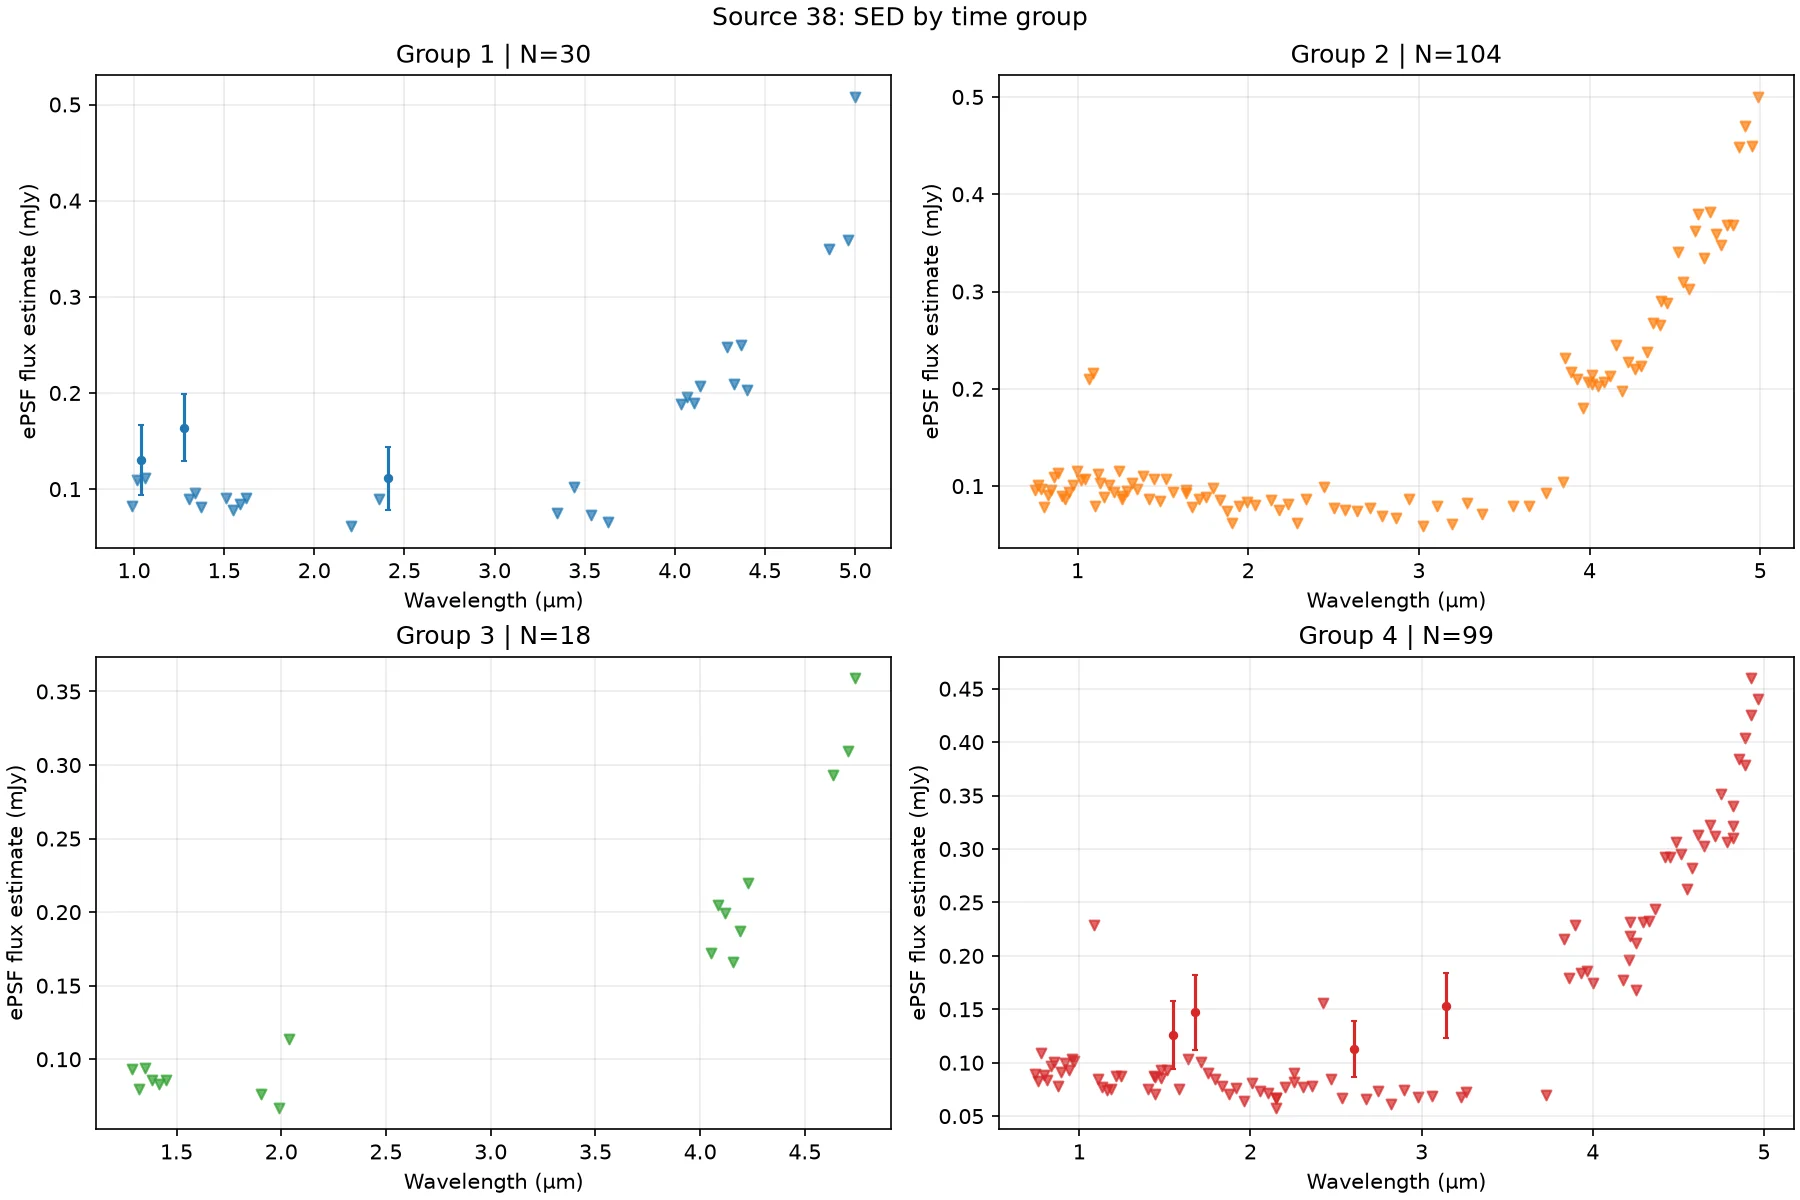 Source 38: SED by time group
Group 1 | N=30
ePSF flux estimate (mJy)
0.5
0.4
0.3
0.2
0.1
1.0 1.5 2.0 2.5 3.0 3.5 4.0 4.5 5.0
Wavelength (μm)
Group 2 | N=104
ePSF flux estimate (mJy)
0.5
0.4
0.3
0.2
0.1
1 2 3 4 5
Wavelength (μm)
Group 3 | N=18
ePSF flux estimate (mJy)
0.35
0.30
0.25
0.20
0.15
0.10
1.5 2.0 2.5 3.0 3.5 4.0 4.5
Wavelength (μm)
Group 4 | N=99
ePSF flux estimate (mJy)
0.45
0.40
0.35
0.30
0.25
0.20
0.15
0.10
0.05
1 2 3 4 5
Wavelength (μm)